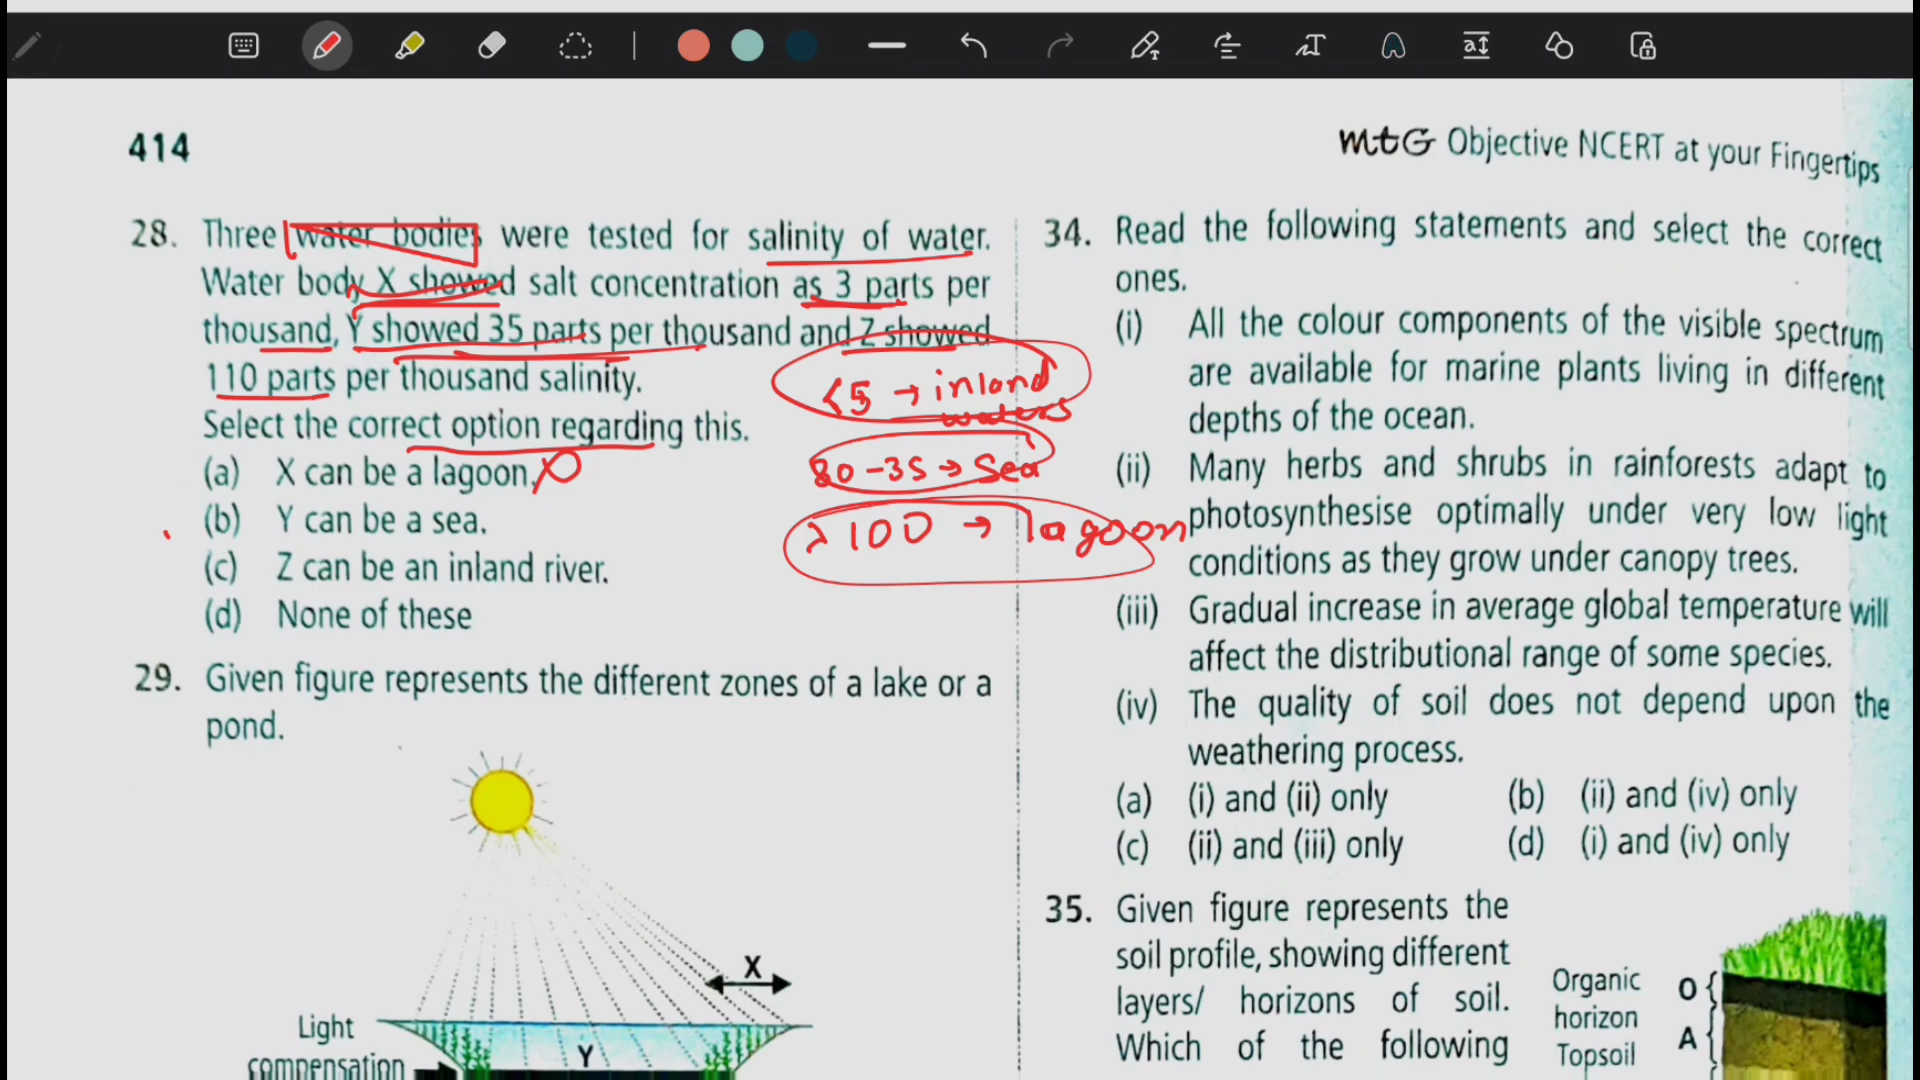 414
mtG Objective NCERT at your Fingertips
28. Three water bodies were tested for salinity of water.
Water body X showed salt concentration as 3 parts per
thousand, Y showed 35 parts per thousand and Z showed
110 parts per thousand salinity.
Select the correct option regarding this.
(a) X can be a lagoon.
(b) Y can be a sea.
(c) Z can be an inland river.
(d) None of these
<5 → inland
waters
30-35 → Sea
> 100 → lagoon
29. Given figure represents the different zones of a lake or a
pond.
X
Light
compensation
Y
34. Read the following statements and select the correct
ones.
(i) All the colour components of the visible spectrum
are available for marine plants living in different
depths of the ocean.
(ii) Many herbs and shrubs in rainforests adapt to
photosynthesise optimally under very low light
conditions as they grow under canopy trees.
(iii) Gradual increase in average global temperature will
affect the distributional range of some species.
(iv) The quality of soil does not depend upon the
weathering process.
(a) (i) and (ii) only (b) (ii) and (iv) only
(c) (ii) and (iii) only (d) (i) and (iv) only
35. Given figure represents the
soil profile, showing different
layers/ horizons of soil.
Which of the following
Organic
horizon
Topsoil
O
A